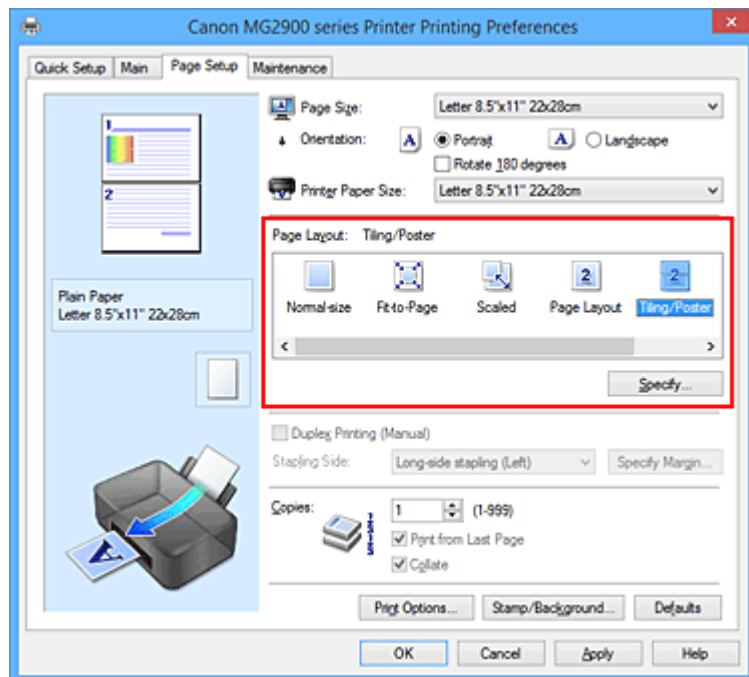 Canon MG2900 series Printer Printing Preferences
Quick Setup Main Page Setup Maintenance
1
2
Plain Paper
Letter 8.5"x11" 22x28cm
Page Size: Letter 8.5"x11" 22x28cm
Orientation: A Portrait A Landscape
Rotate 180 degrees
Printer Paper Size: Letter 8.5"x11" 22x28cm
Page Layout: Tiling/Poster
2 2
Normal-size Fit-to-Page Scaled Page Layout Tiling/Poster
Specify...
Duplex Printing (Manual)
Stapling Side: Long-side stapling (Left) Specify Margin...
Copies: 1 (1-999)
Print from Last Page
Collate
A
Print Options... Stamp/Background... Defaults
OK Cancel Apply Help